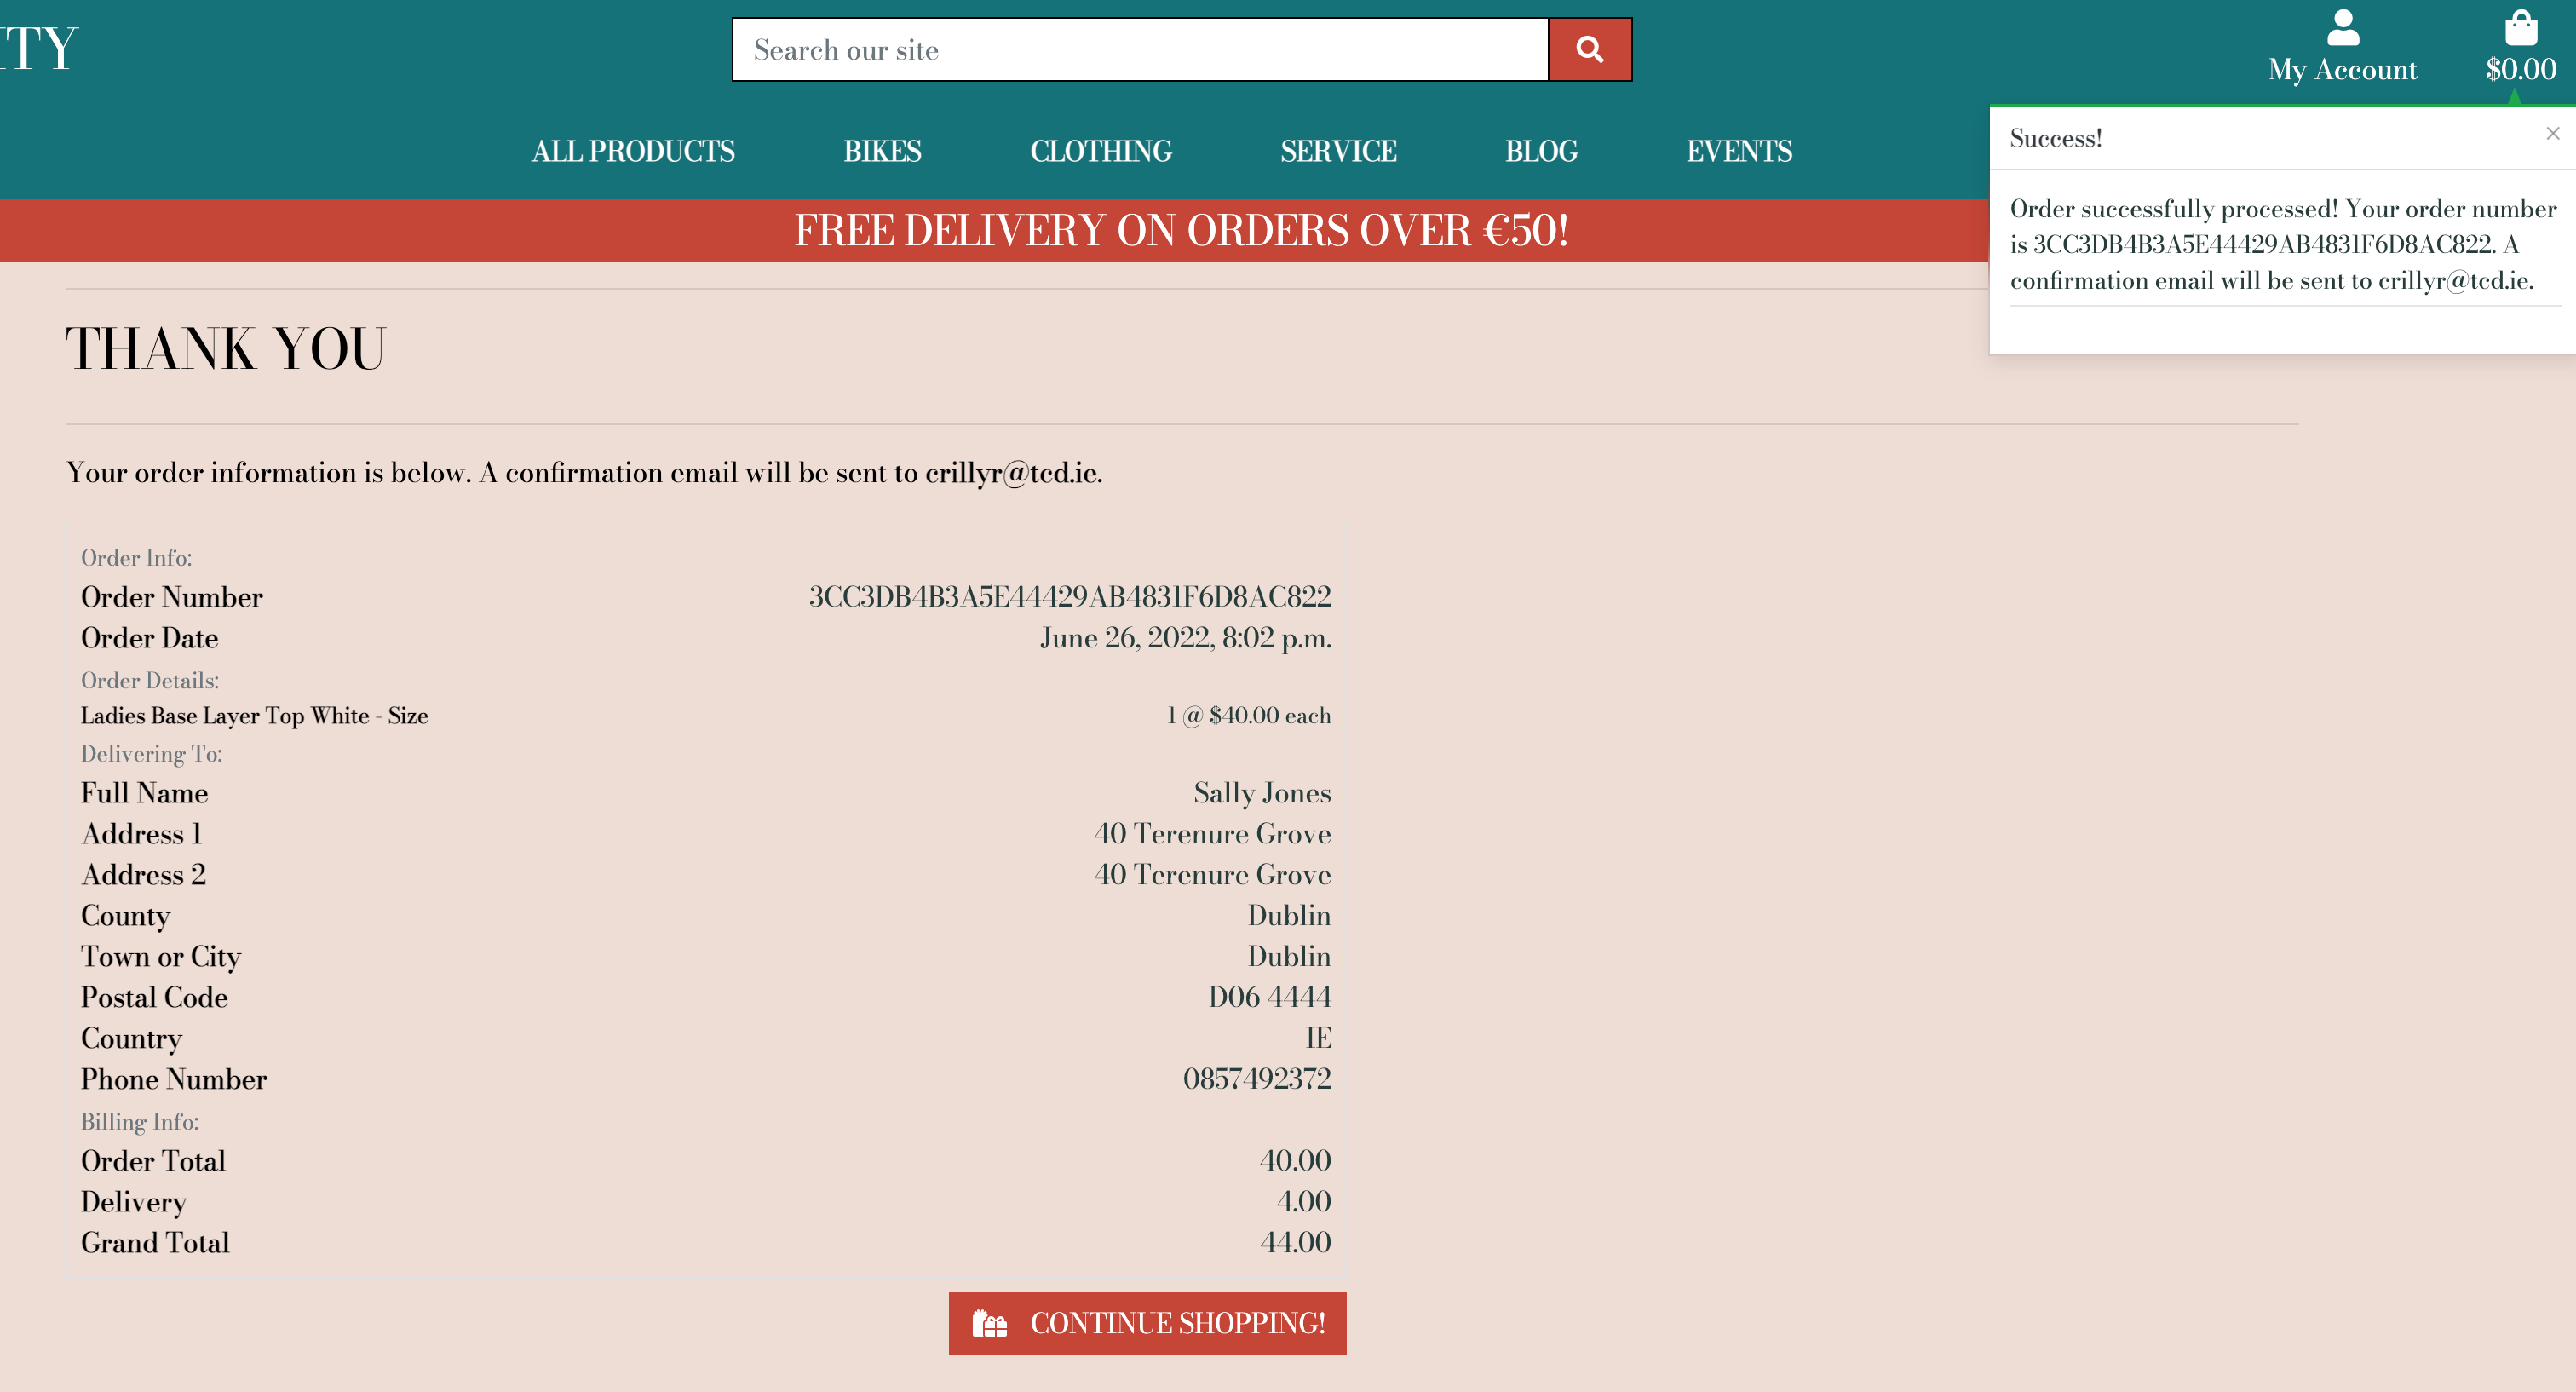 ITY
Search our site
My Account
$0.00
ALL PRODUCTS BIKES CLOTHING SERVICE BLOG EVENTS
FREE DELIVERY ON ORDERS OVER €50!
Success!
×
Order successfully processed! Your order number
is 3CC3DB4B3A5E44429AB4831F6D8AC822. A
confirmation email will be sent to crillyr@tcd.ie.
THANK YOU
Your order information is below. A confirmation email will be sent to crillyr@tcd.ie.
Order Info:
Order Number 3CC3DB4B3A5E44429AB4831F6D8AC822
Order Date June 26, 2022, 8:02 p.m.
Order Details:
Ladies Base Layer Top White - Size 1 @ $40.00 each
Delivering To:
Full Name Sally Jones
Address 1 40 Terenure Grove
Address 2 40 Terenure Grove
County Dublin
Town or City Dublin
Postal Code D06 4444
Country IE
Phone Number 0857492372
Billing Info:
Order Total 40.00
Delivery 4.00
Grand Total 44.00
CONTINUE SHOPPING!